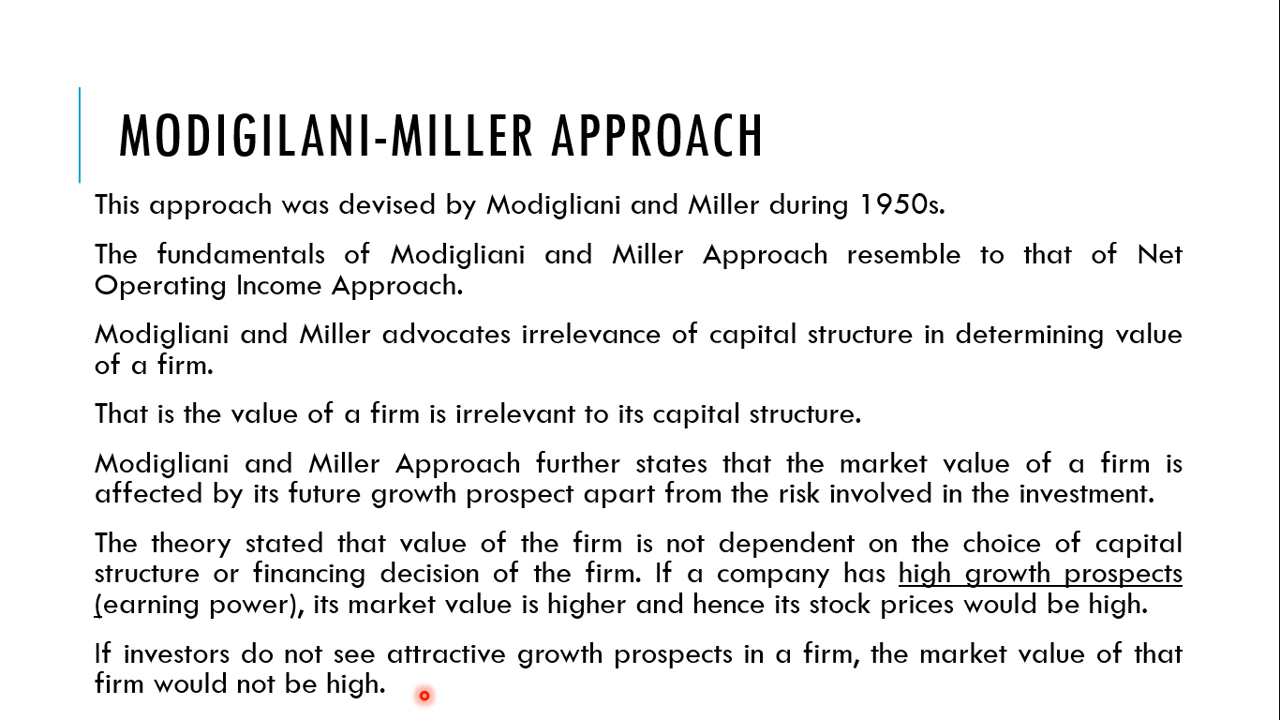 MODIGILANI-MILLER APPROACH
This approach was devised by Modigliani and Miller during 1950s.
The fundamentals of Modigliani and Miller Approach resemble to that of Net
Operating Income Approach.
Modigliani and Miller advocates irrelevance of capital structure in determining value
of a firm.
That is the value of a firm is irrelevant to its capital structure.
Modigliani and Miller Approach further states that the market value of a firm is
affected by its future growth prospect apart from the risk involved in the investment.
The theory stated that value of the firm is not dependent on the choice of capital
structure or financing decision of the firm. If a company has high growth prospects
(earning power), its market value is higher and hence its stock prices would be high.
If investors do not see attractive growth prospects in a firm, the market value of that
firm would not be high.